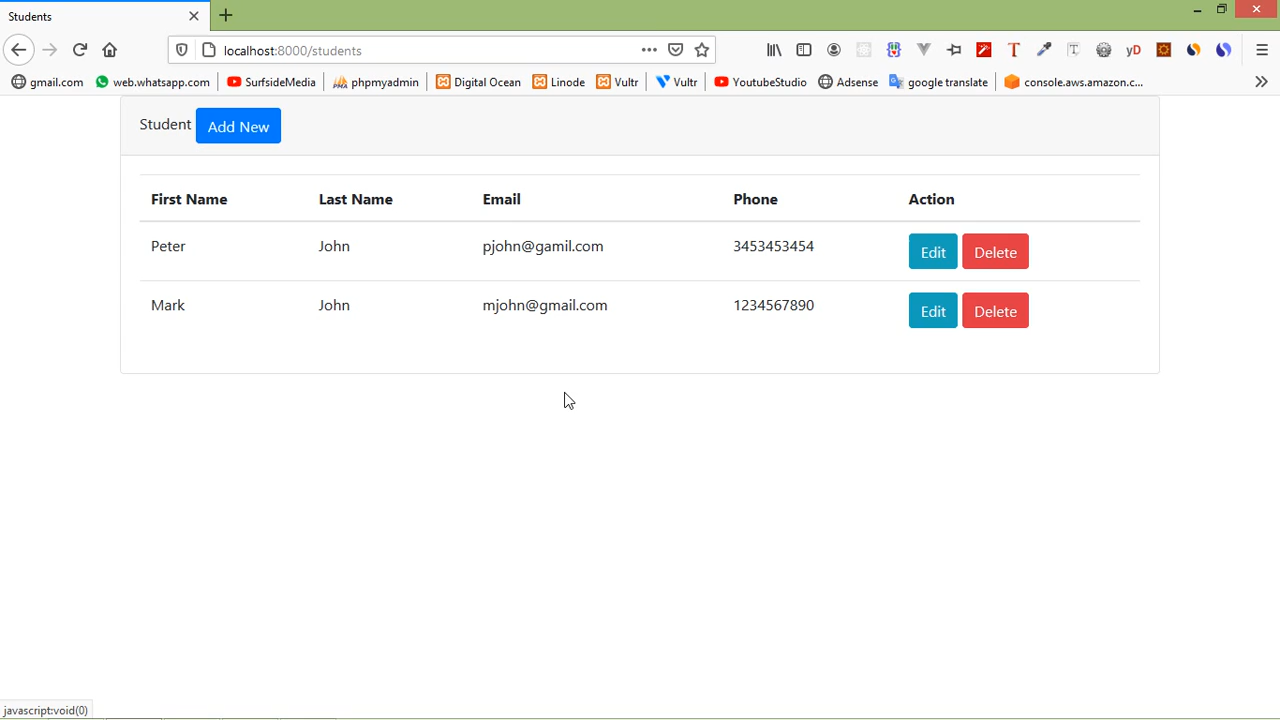 Students
localhost:8000/students
gmail.com web.whatsapp.com SurfsideMedia phpmyadmin Digital Ocean Linode Vultr Vultr YoutubeStudio Adsense google translate console.aws.amazon.c...
Student Add New
First Name Last Name Email Phone Action
Peter John pjohn@gamil.com 3453453454 Edit Delete
Mark John mjohn@gmail.com 1234567890 Edit Delete
javascript:void(0)